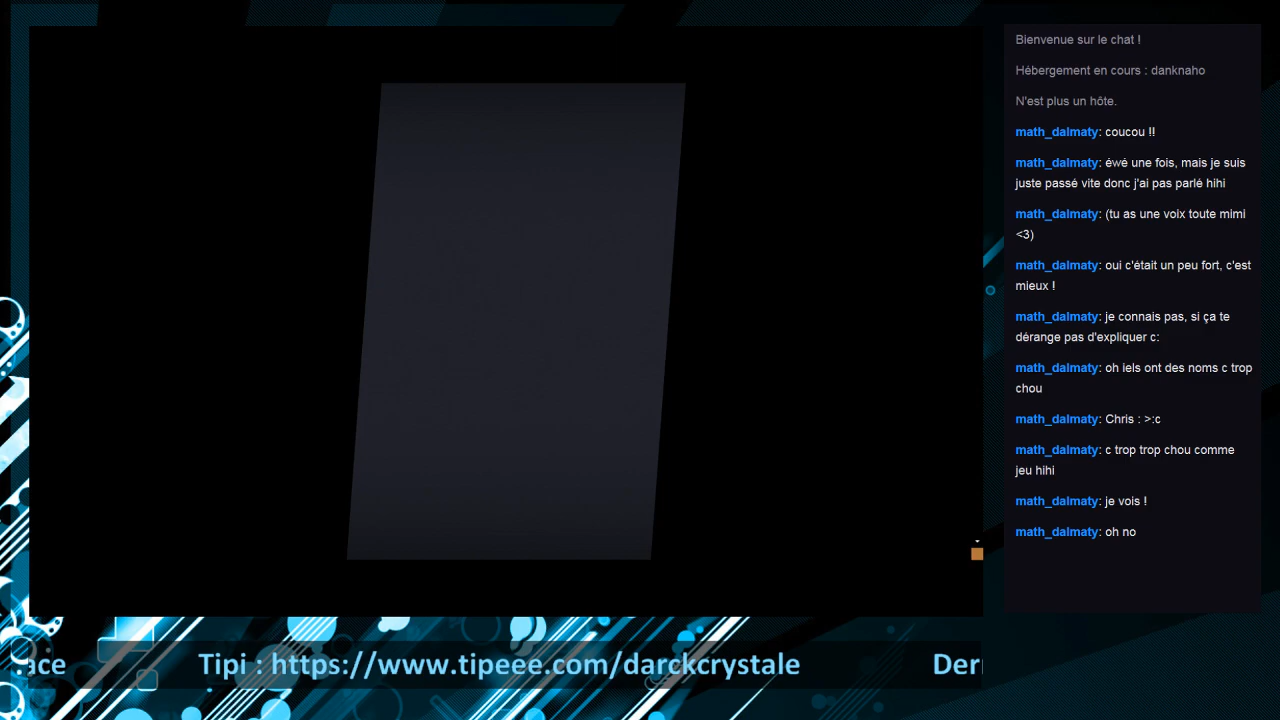 Bienvenue sur le chat !
Hébergement en cours : danknaho
N'est plus un hôte.
math_dalmaty: coucou !!
math_dalmaty: éwé une fois, mais je suis
juste passé vite donc j'ai pas parlé hihi
math_dalmaty: (tu as une voix toute mimi
<3)
math_dalmaty: oui c'était un peu fort, c'est
mieux !
math_dalmaty: je connais pas, si ça te
dérange pas d'expliquer c:
math_dalmaty: oh iels ont des noms c trop
chou
math_dalmaty: Chris : >:c
math_dalmaty: c trop trop chou comme
jeu hihi
math_dalmaty: je vois !
math_dalmaty: oh no
ace Tipi : https://www.tipeee.com/darckcrystale Der